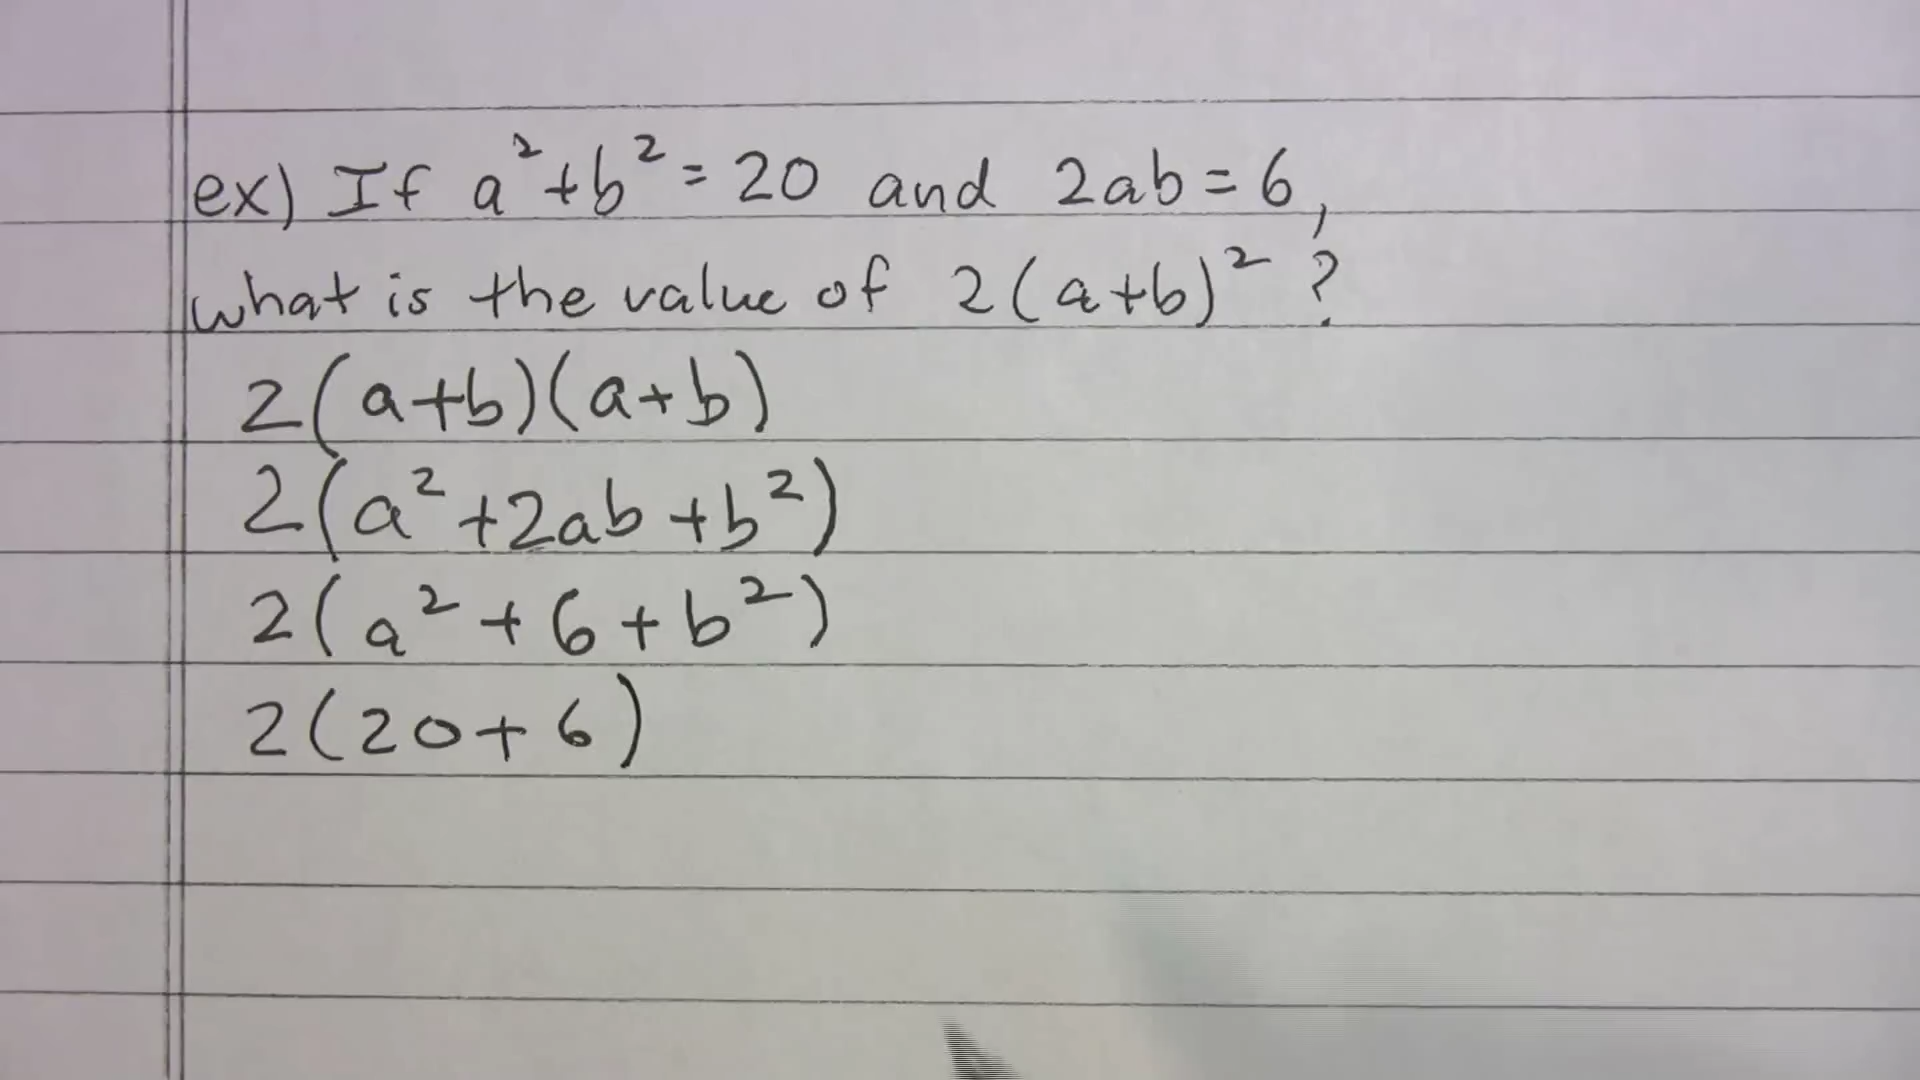 ex) If a²+b²=20 and 2ab=6,
what is the value of 2(a+b)²?
2(a+b)(a+b)
2(a²+2ab+b²)
2(a²+6+b²)
2(20+6)